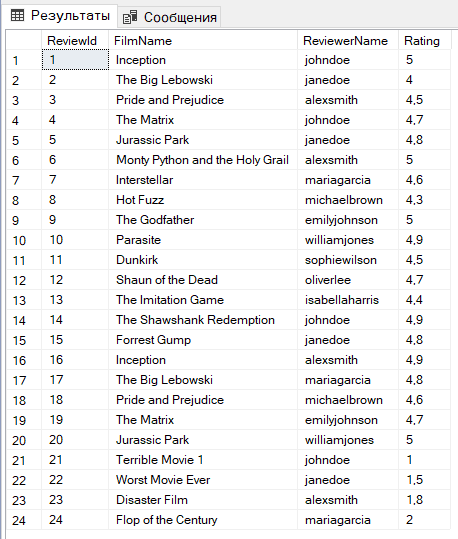 Результаты Сообщения
ReviewId FilmName ReviewerName Rating
1 1 Inception johndoe 5
2 2 The Big Lebowski janedoe 4
3 3 Pride and Prejudice alexsmith 4,5
4 4 The Matrix johndoe 4,7
5 5 Jurassic Park janedoe 4,8
6 6 Monty Python and the Holy Grail alexsmith 5
7 7 Interstellar mariagarcia 4,6
8 8 Hot Fuzz michaelbrown 4,3
9 9 The Godfather emilyjohnson 5
10 10 Parasite williamjones 4,9
11 11 Dunkirk sophiewilson 4,5
12 12 Shaun of the Dead oliverlee 4,7
13 13 The Imitation Game isabellaharris 4,4
14 14 The Shawshank Redemption johndoe 4,9
15 15 Forrest Gump janedoe 4,8
16 16 Inception alexsmith 4,9
17 17 The Big Lebowski mariagarcia 4,8
18 18 Pride and Prejudice michaelbrown 4,6
19 19 The Matrix emilyjohnson 4,7
20 20 Jurassic Park williamjones 5
21 21 Terrible Movie 1 johndoe 1
22 22 Worst Movie Ever janedoe 1,5
23 23 Disaster Film alexsmith 1,8
24 24 Flop of the Century mariagarcia 2